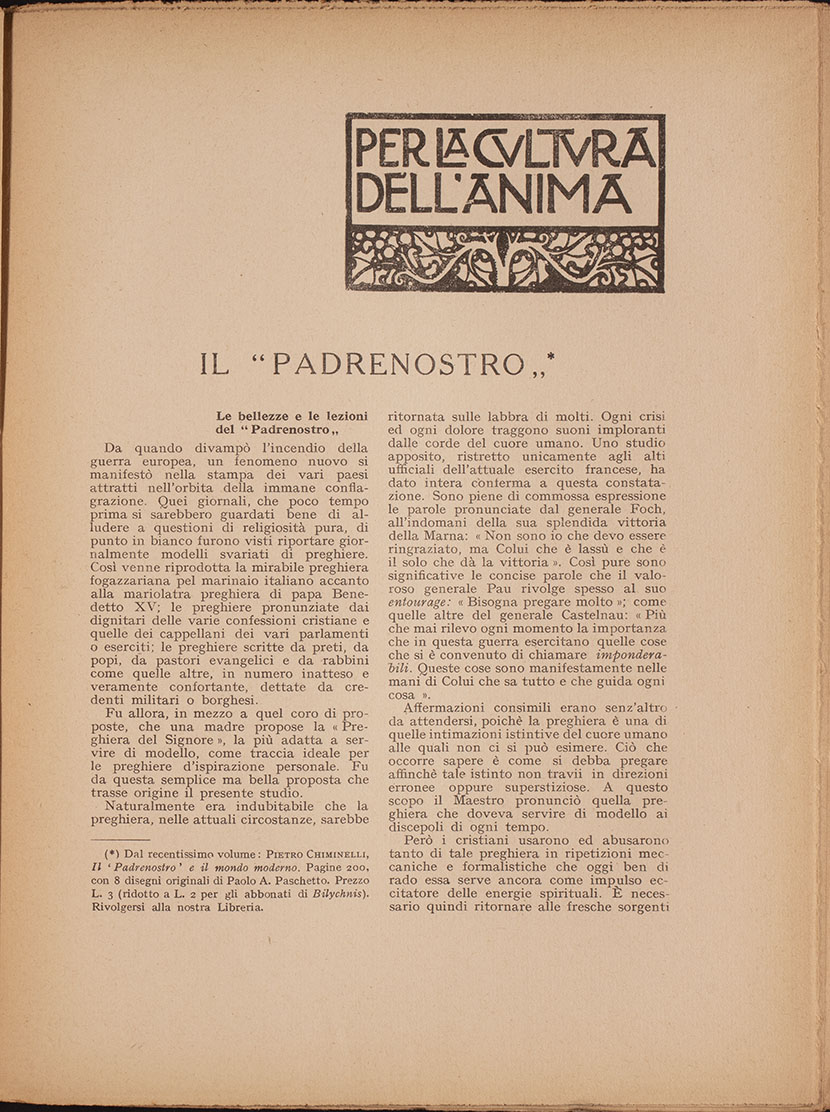 PER LA CVLTVRA
DELL'ANIMA
IL “PADRENOSTRO„*
Le bellezze e le lezioni
del “Padrenostro„
Da quando divampò l'incendio della
guerra europea, un fenomeno nuovo si
manifestò nella stampa dei vari paesi
attratti nell'orbita della immane confla-
grazione. Quei giornali, che poco tempo
prima si sarebbero guardati bene di al-
ludere a questioni di religiosità pura, di
punto in bianco furono visti riportare gior-
nalmente modelli svariati di preghiere.
Così venne riprodotta la mirabile preghiera
fogazzariana pel marinaio italiano accanto
alla mariolatra preghiera di papa Bene-
detto XV; le preghiere pronunziate dai
dignitari delle varie confessioni cristiane e
quelle dei cappellani dei vari parlamenti
o eserciti; le preghiere scritte da preti, da
popi, da pastori evangelici e da rabbini
come quelle altre, in numero inatteso e
veramente confortante, dettate da cre-
denti militari o borghesi.
Fu allora, in mezzo a quel coro di pro-
poste, che una madre propose la « Pre-
ghiera del Signore », la più adatta a ser-
vire di modello, come traccia ideale per
le preghiere d'ispirazione personale. Fu
da questa semplice ma bella proposta che
trasse origine il presente studio.
Naturalmente era indubitabile che la
preghiera, nelle attuali circostanze, sarebbe
(*) Dal recentissimo volume: PIETRO CHIMINELLI,
Il ‘Padrenostro’ e il mondo moderno. Pagine 200,
con 8 disegni originali di Paolo A. Paschetto. Prezzo
L. 3 (ridotto a L. 2 per gli abbonati di Bilychnis).
Rivolgersi alla nostra Libreria.
ritornata sulle labbra di molti. Ogni crisi
ed ogni dolore traggono suoni imploranti
dalle corde del cuore umano. Uno studio
apposito, ristretto unicamente agli alti
ufficiali dell'attuale esercito francese, ha
dato intera conferma a questa constata-
zione. Sono piene di commossa espressione
le parole pronunciate dal generale Foch,
all'indomani della sua splendida vittoria
della Marna: « Non sono io che devo essere
ringraziato, ma Colui che è lassù e che é
il solo che dà la vittoria ». Così pure sono
significative le concise parole che il valo-
roso generale Pau rivolge spesso al suo
entourage: « Bisogna pregare molto »; come
quelle altre del generale Castelnau: « Più
che mai rilevo ogni momento la importanza
che in questa guerra esercitano quelle cose
che si è convenuto di chiamare impondera-
bili. Queste cose sono manifestamente nelle
mani di Colui che sa tutto e che guida ogni
cosa ».
Affermazioni consimili erano senz'altro
da attendersi, poichè la preghiera è una di
quelle intimazioni istintive del cuore umano
alle quali non ci si può esimere. Ciò che
occorre sapere è come si debba pregare
affinchè tale istinto non travii in direzioni
erronee oppure superstiziose. A questo
scopo il Maestro pronunciò quella pre-
ghiera che doveva servire di modello ai
discepoli di ogni tempo.
Però i cristiani usarono ed abusarono
tanto di tale preghiera in ripetizioni mec-
caniche e formalistiche che oggi ben di
rado essa serve ancora come impulso ec-
citatore delle energie spirituali. È neces-
sario quindi ritornare alle fresche sorgenti